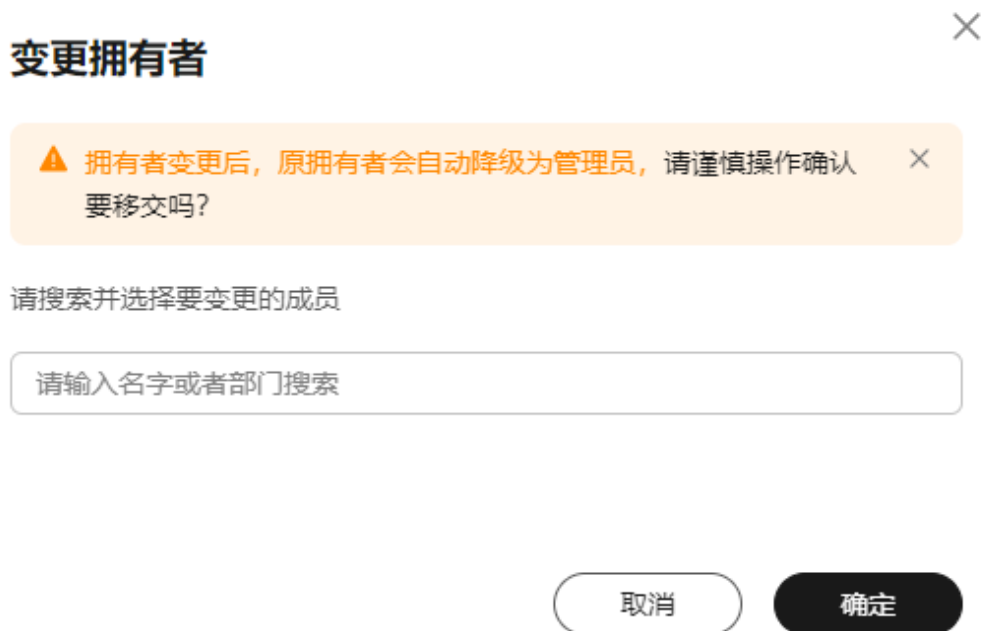 变更拥有者
拥有者变更后，原拥有者会自动降级为管理员，请谨慎操作确认
要移交吗？
请搜索并选择要变更的成员
请输入名字或者部门搜索
取消
确定